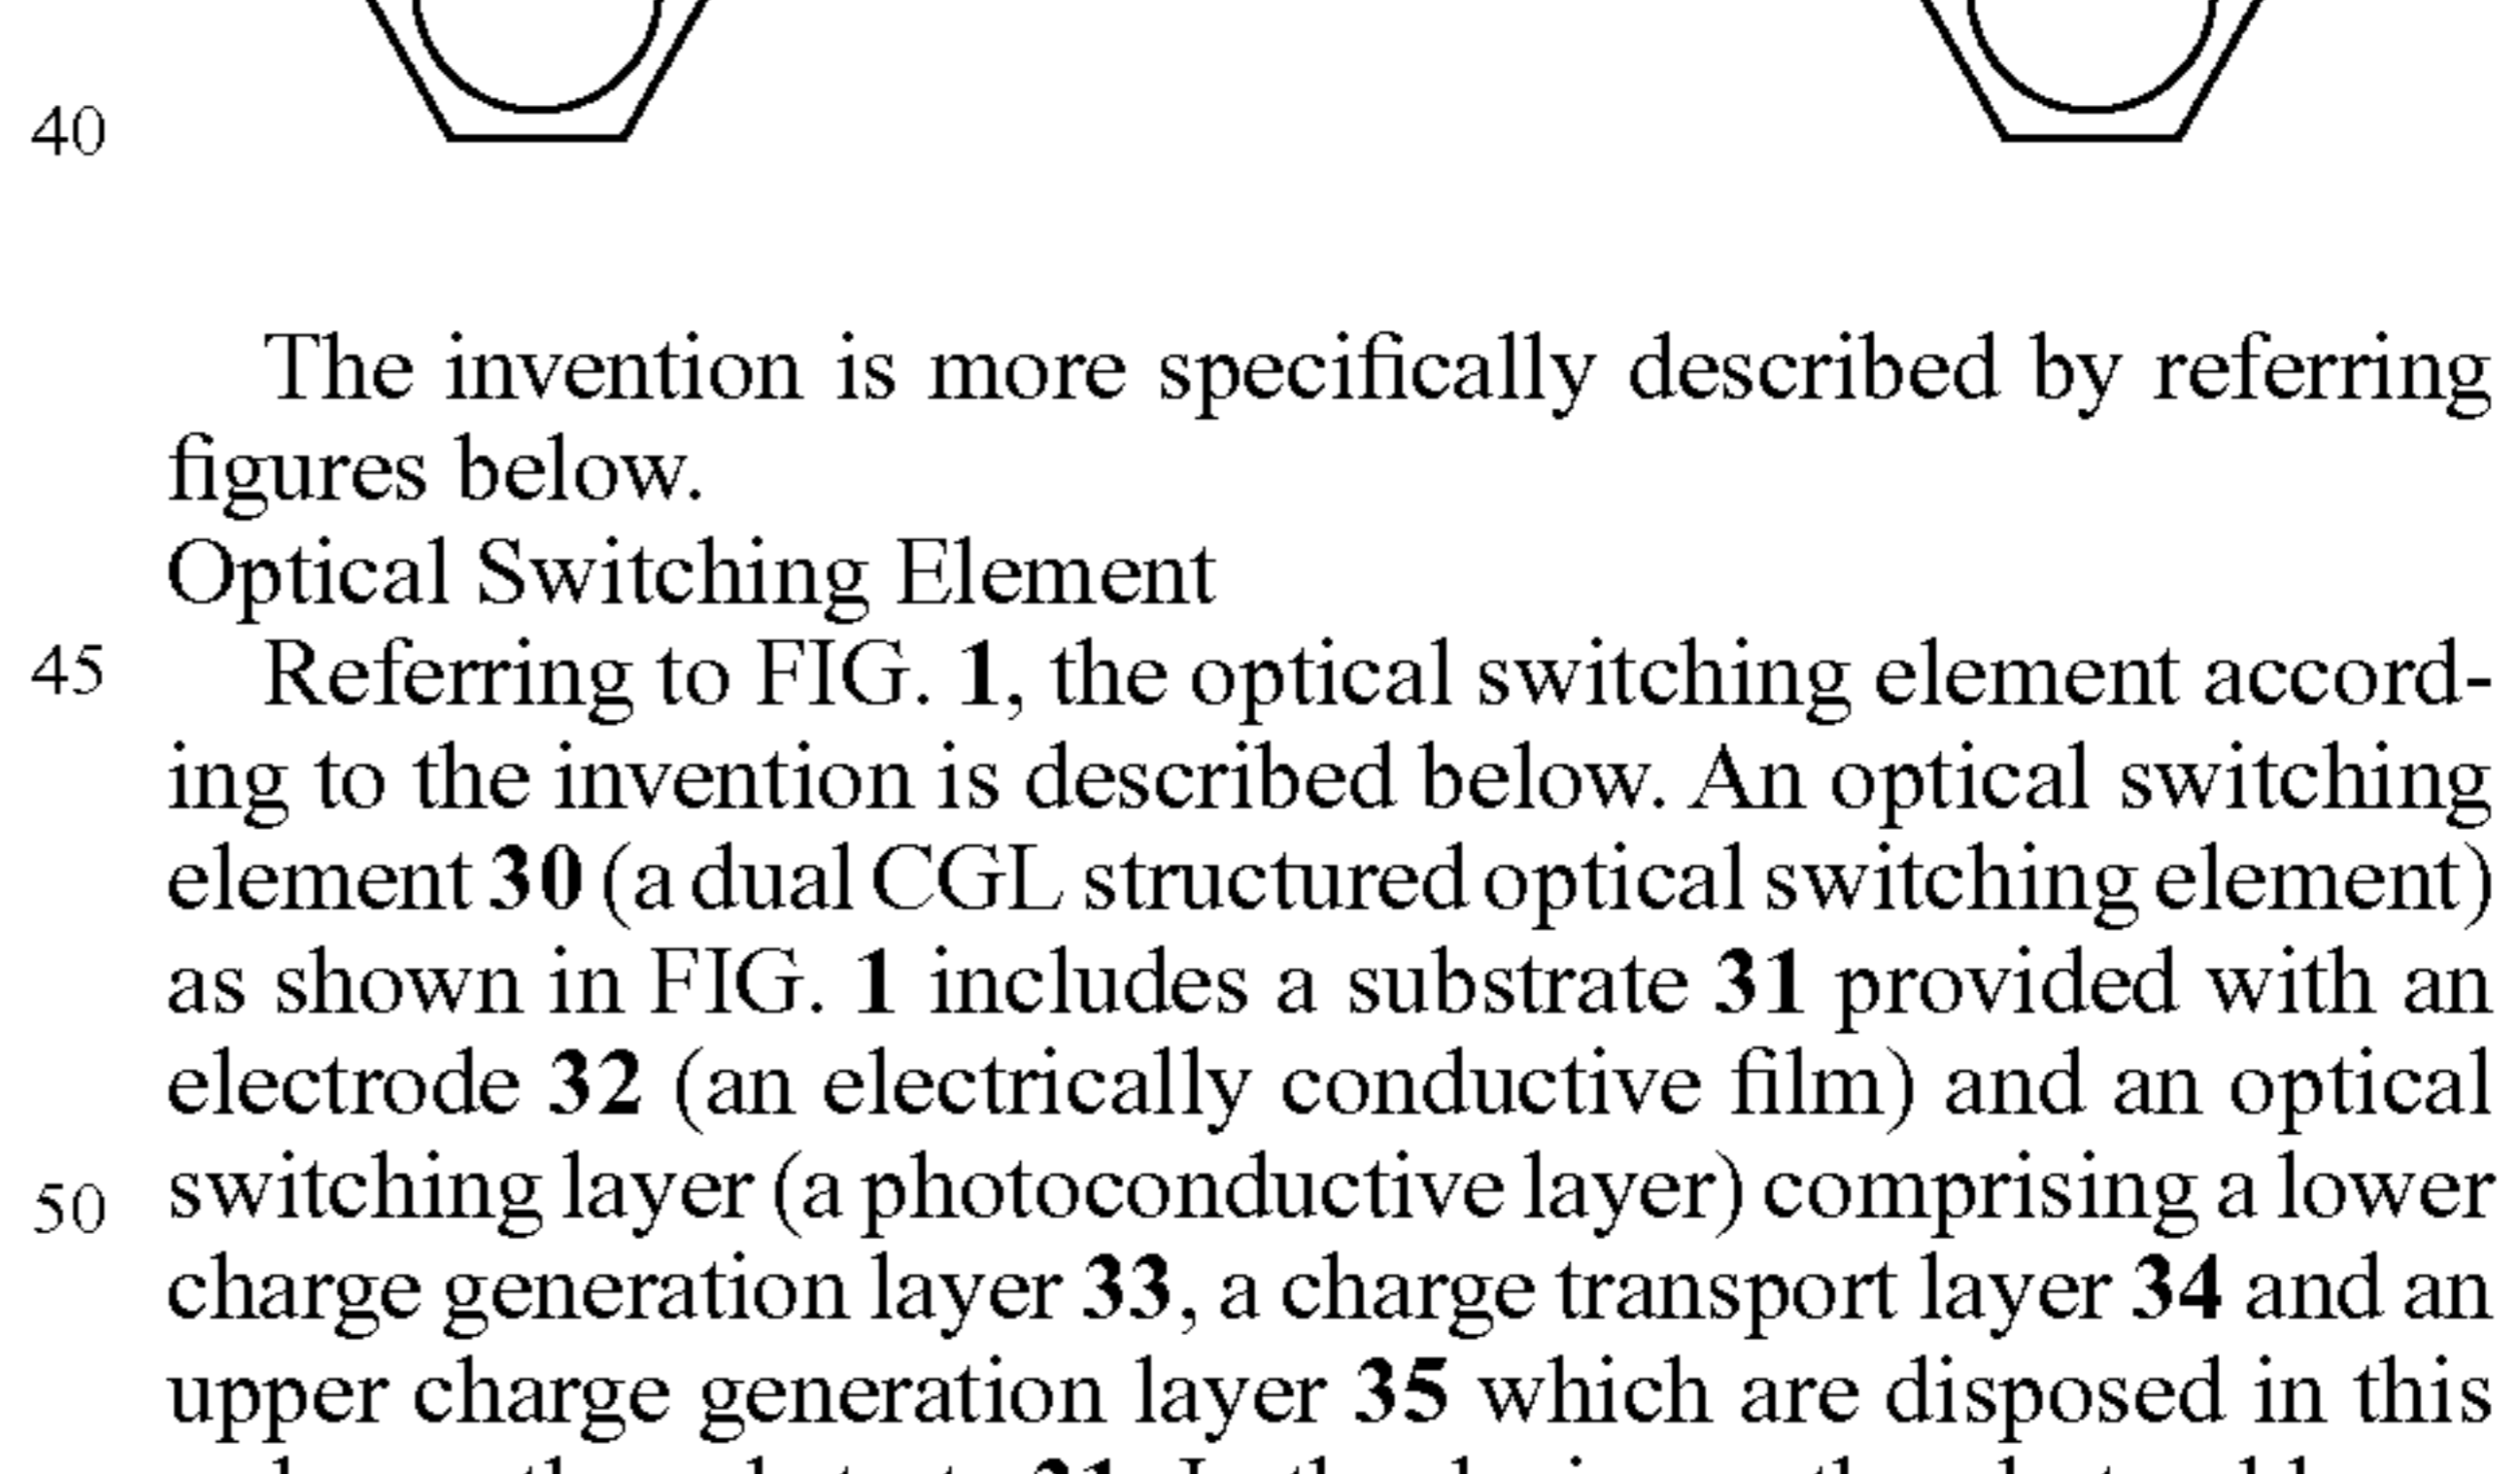 40
The invention is more specifically described by referring
figures below.
Optical Switching Element
45 Referring to FIG. 1, the optical switching element accord-
ing to the invention is described below. An optical switching
element 30 (a dual CGL structured optical switching element)
as shown in FIG. 1 includes a substrate 31 provided with an
electrode 32 (an electrically conductive film) and an optical
50 switching layer (a photoconductive layer) comprising a lower
charge generation layer 33, a charge transport layer 34 and an
upper charge generation layer 35 which are disposed in this